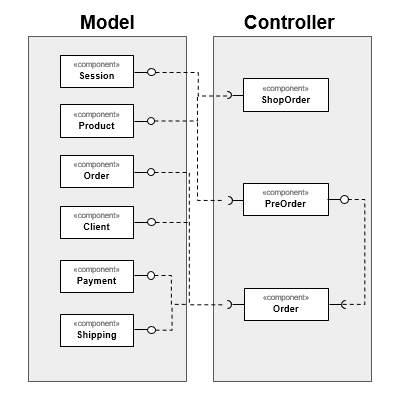 Model
«component»
Session
«component»
Product
«component»
Order
«component»
Client
«component»
Payment
«component»
Shipping
Controller
«component»
ShopOrder
«component»
PreOrder
«component»
Order